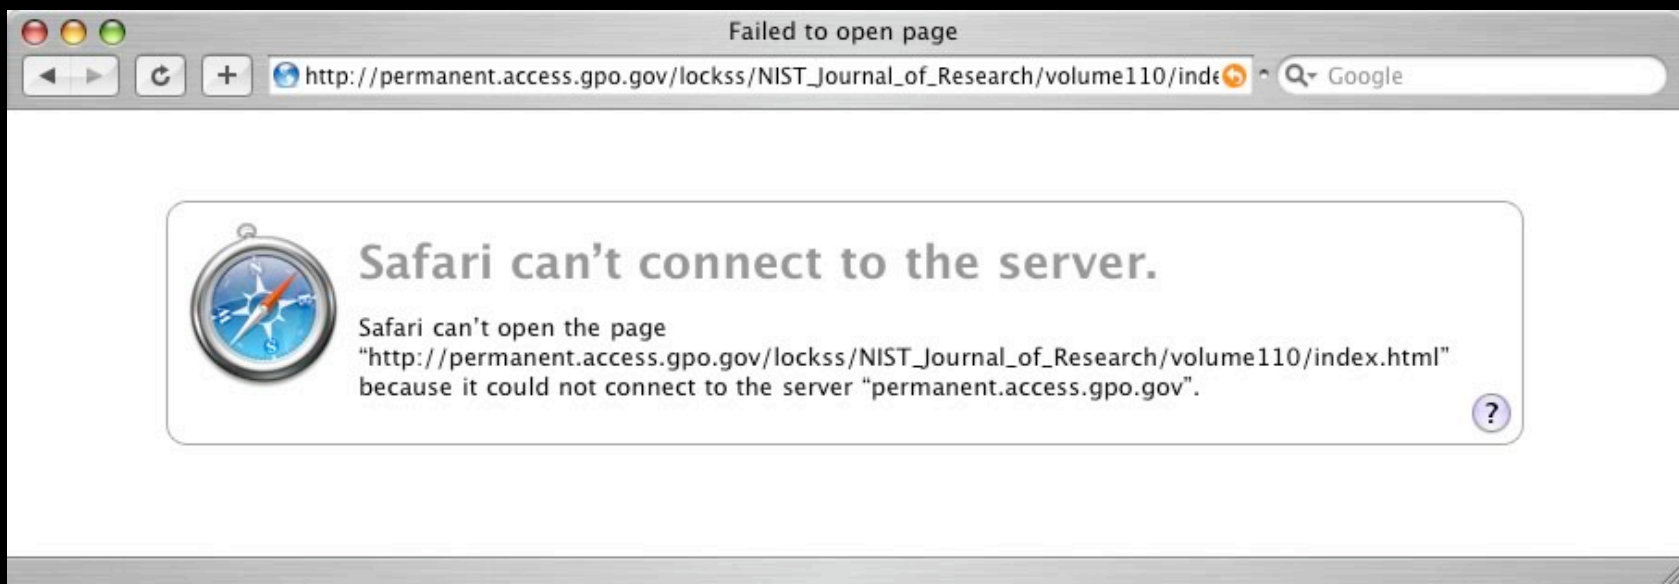 Failed to open page
http://permanent.access.gpo.gov/lockss/NIST_Journal_of_Research/volume110/inde
Google
Safari can’t connect to the server.
Safari can’t open the page
“http://permanent.access.gpo.gov/lockss/NIST_Journal_of_Research/volume110/index.html”
because it could not connect to the server “permanent.access.gpo.gov”.
?
N
E
S
W